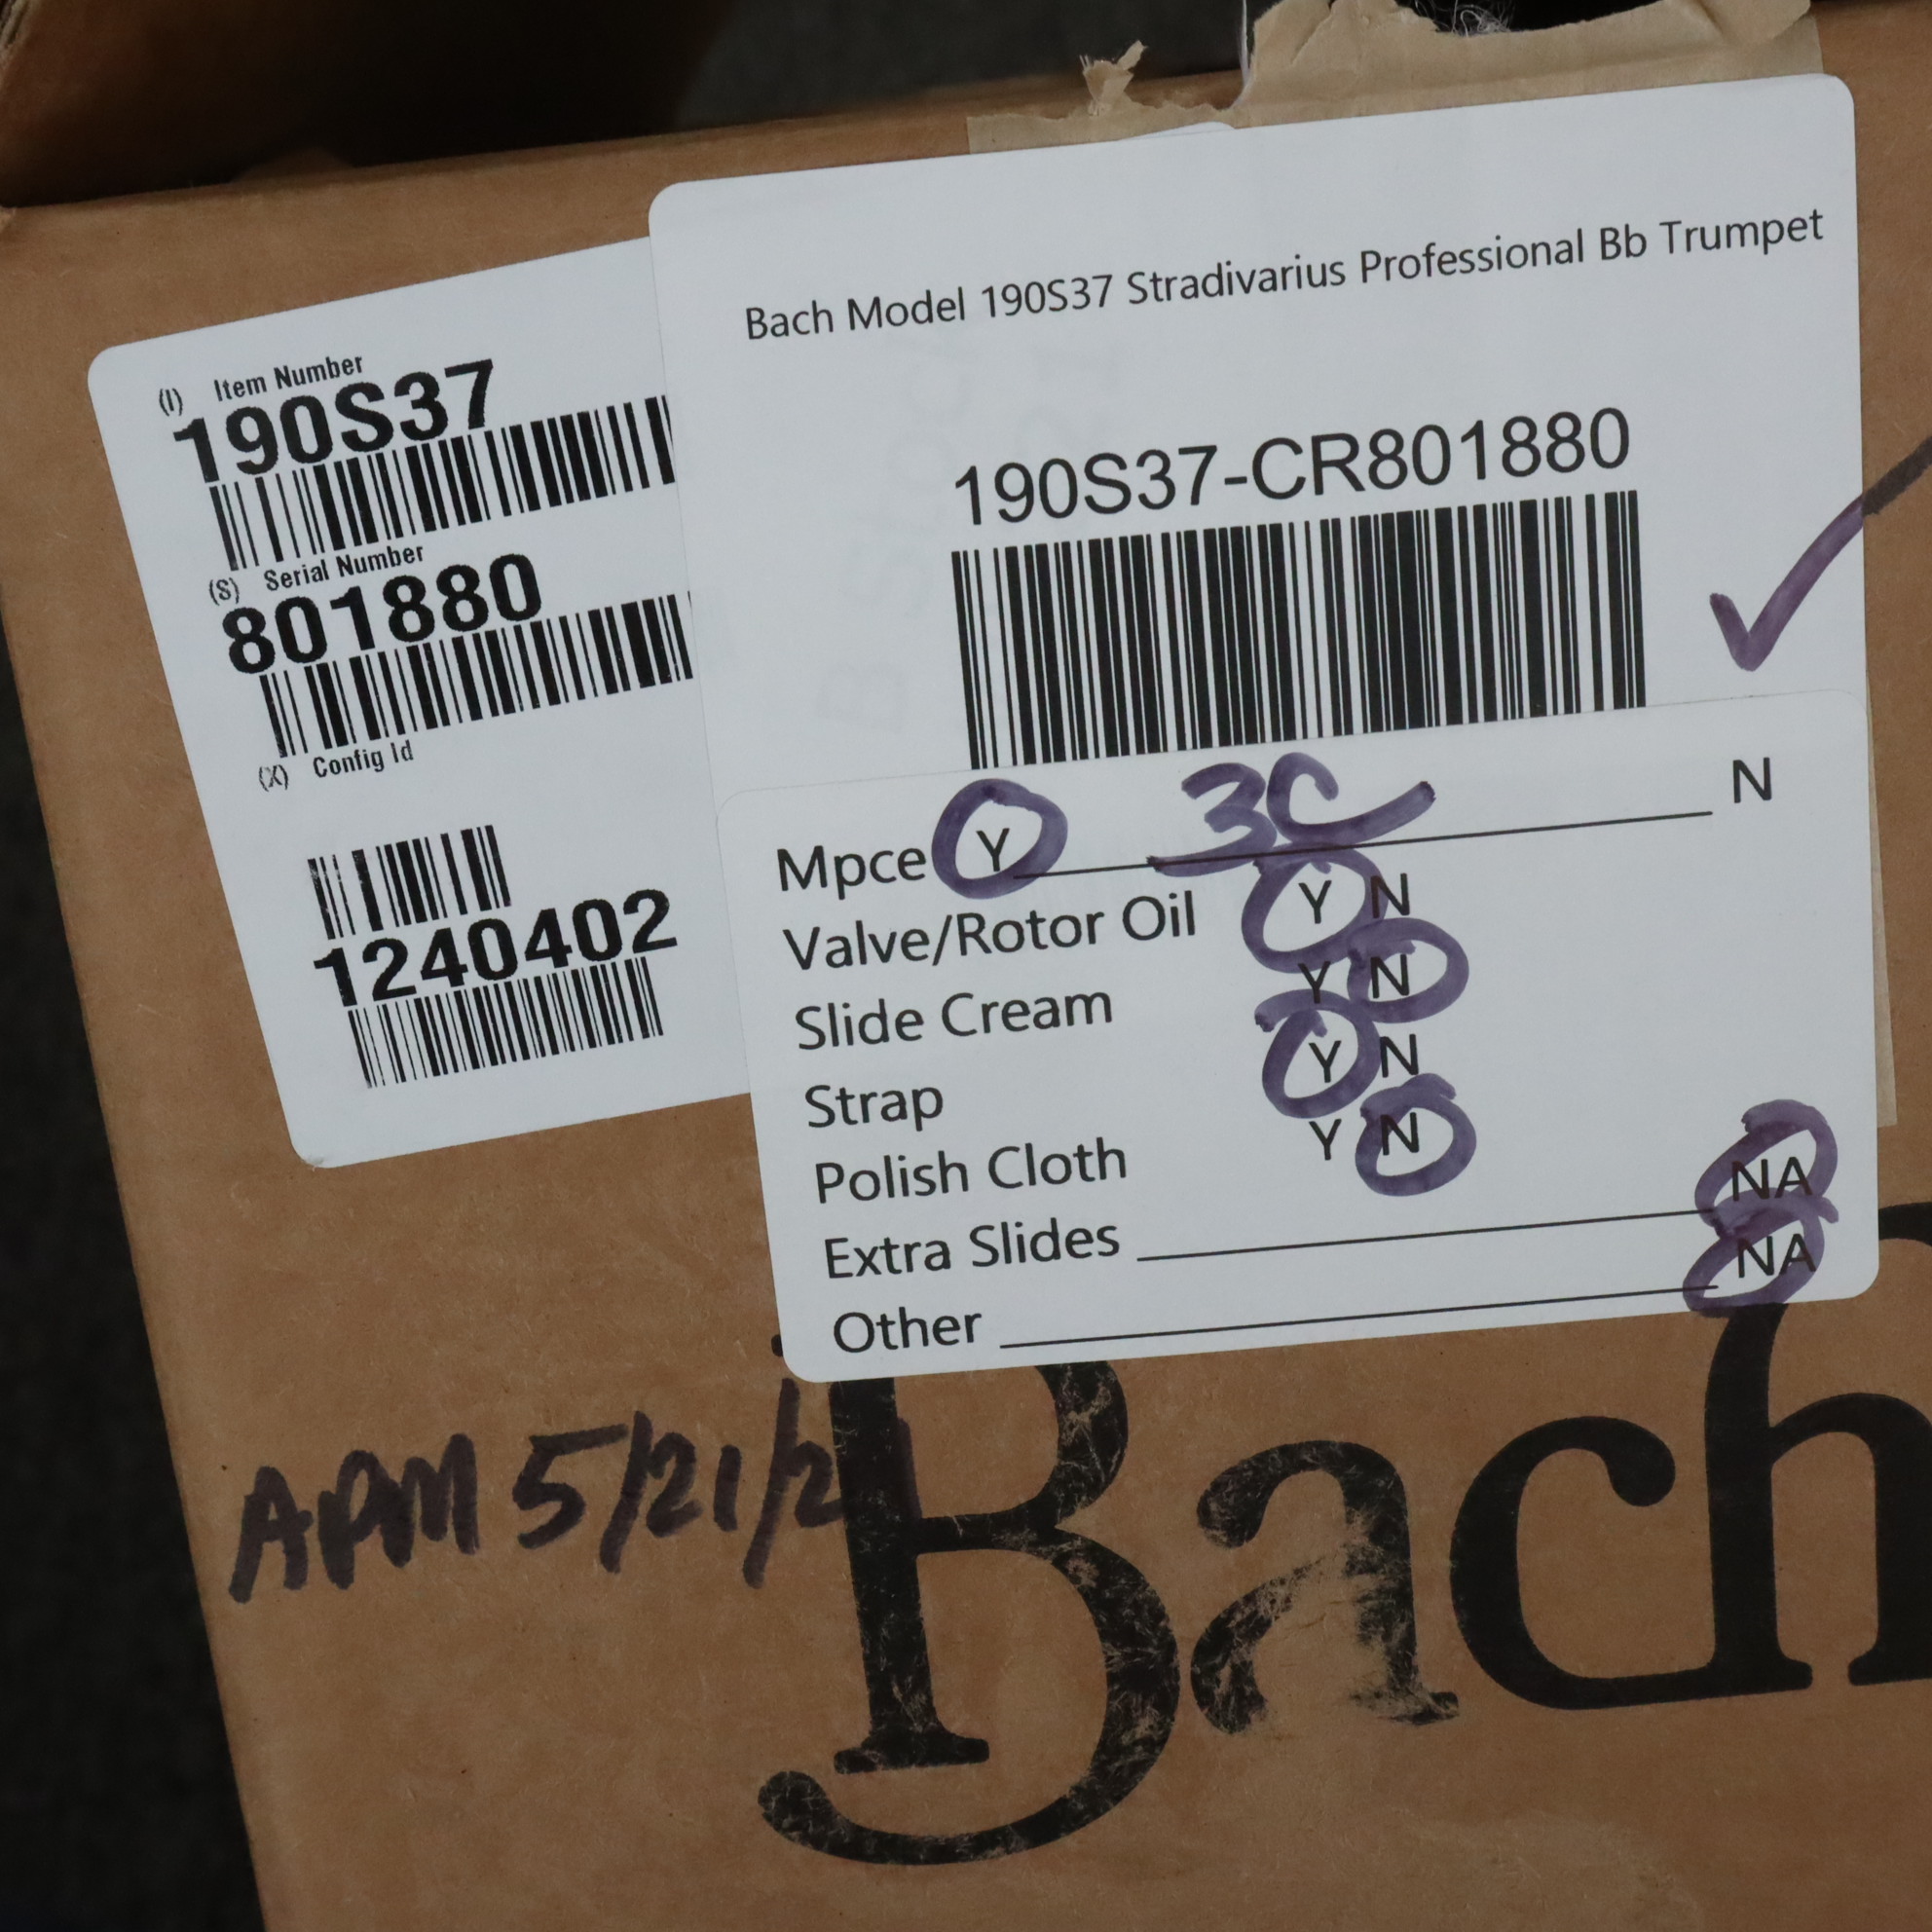 (I) Item Number
190S37
(S) Serial Number
801880
(X) Config Id
1240402
Bach Model 190S37 Stradivarius Professional Bb Trumpet
190S37-CR801880
Mpce Y 3C N
Valve/Rotor Oil Y N
Slide Cream Y N
Strap Y N
Polish Cloth Y N
Extra Slides NA
Other NA
APM 5/21/2
Bach